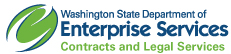 Washington State Department of
Enterprise Services
Contracts and Legal Services